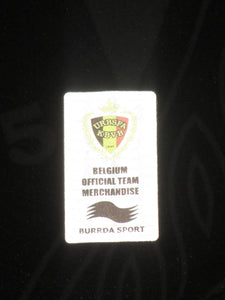 URBSFA
KBVB
BELGIUM
OFFICIAL TEAM
MERCHANDISE
BURRDA SPORT